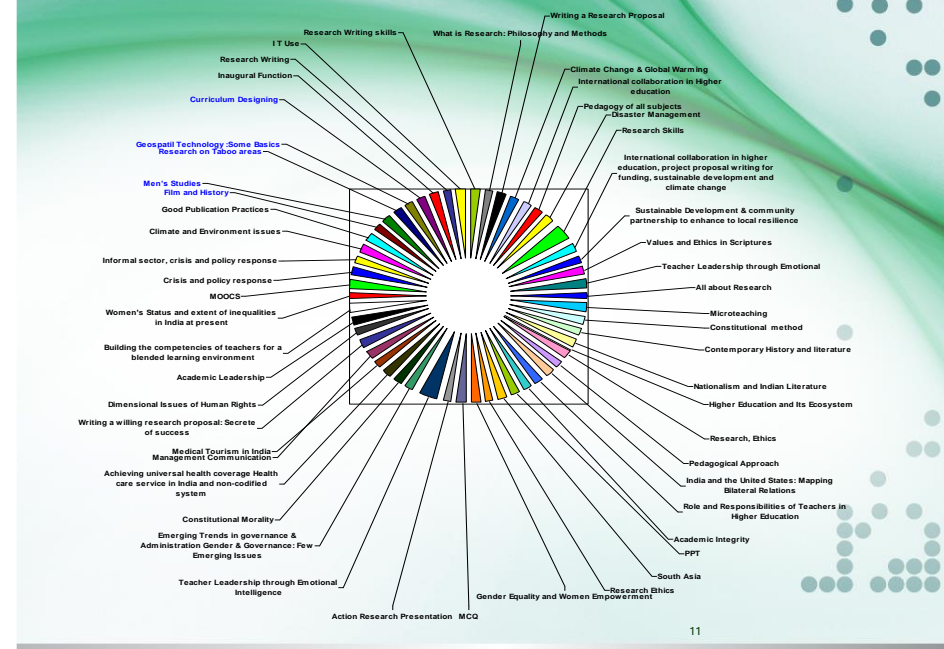 Writing a Research Proposal
What is Research: Philosophy and Methods
Climate Change & Global Warming
International collaboration in Higher
education
Pedagogy of all subjects
Disaster Management
Research Skills
International collaboration in higher
education, project proposal writing for
funding, sustainable development and
climate change
Sustainable Development & community
partnership to enhance to local resilience
Values and Ethics in Scriptures
Teacher Leadership through Emotional
All about Research
Microteaching
Constitutional method
Contemporary History and literature
Nationalism and Indian Literature
Higher Education and Its Ecosystem
Research, Ethics
Pedagogical Approach
India and the United States: Mapping
Bilateral Relations
Role and Responsibilities of Teachers in
Higher Education
Academic Integrity
PPT
South Asia
Research Ethics
Gender Equality and Women Empowerment
MCQ
Action Research Presentation
Teacher Leadership through Emotional
Intelligence
Emerging Trends in governance &
Administration Gender & Governance: Few
Emerging Issues
Constitutional Morality
Achieving universal health coverage Health
care service in India and non-codified
system
Management Communication
Medical Tourism in India
Writing a willing research proposal: Secrete
of success
Dimensional Issues of Human Rights
Academic Leadership
Building the competencies of teachers for a
blended learning environment
Women's Status and extent of inequalities
in India at present
MOOCS
Crisis and policy response
Informal sector, crisis and policy response
Climate and Environment issues
Good Publication Practices
Film and History
Men's Studies
Research on Taboo areas
Geospatil Technology :Some Basics
Curriculum Designing
Inaugural Function
Research Writing
I T Use
Research Writing skills
11